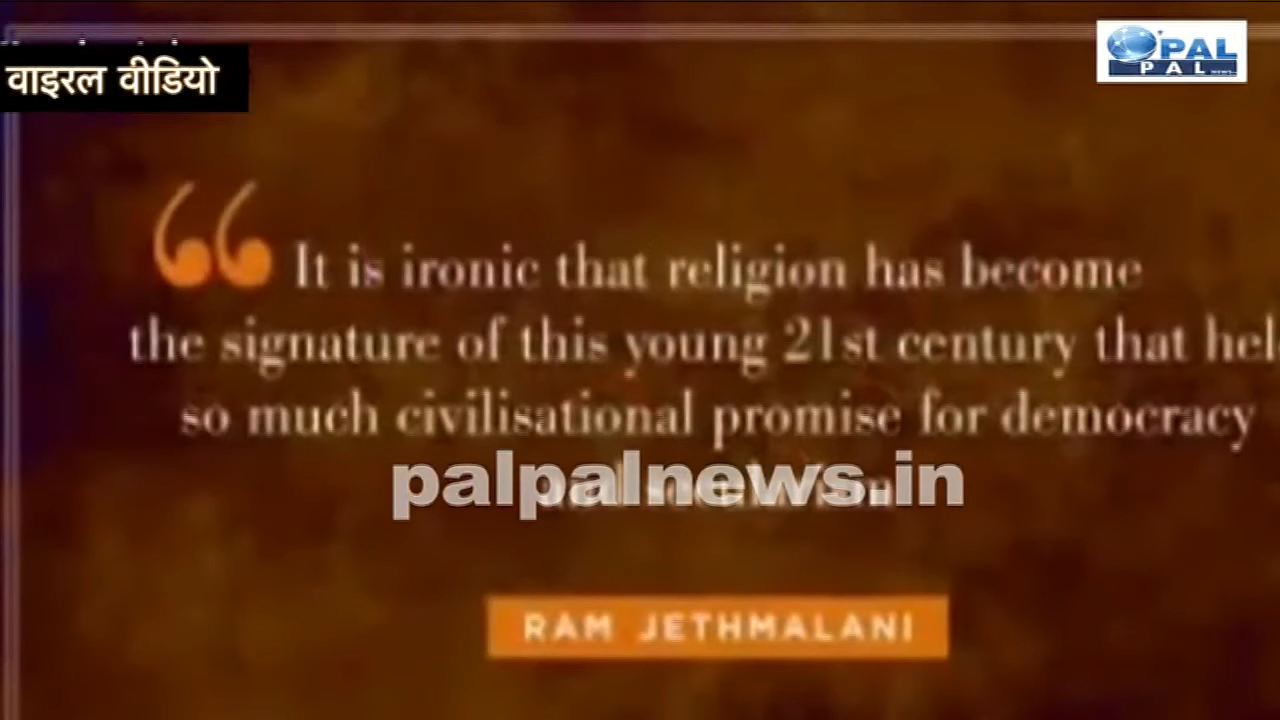 वाइरल वीडियो
PAL
PAL NEWS
It is ironic that religion has become
the signature of this young 21st century that hel
so much civilisational promise for democracy
palpalnews.in
RAM JETHMALANI